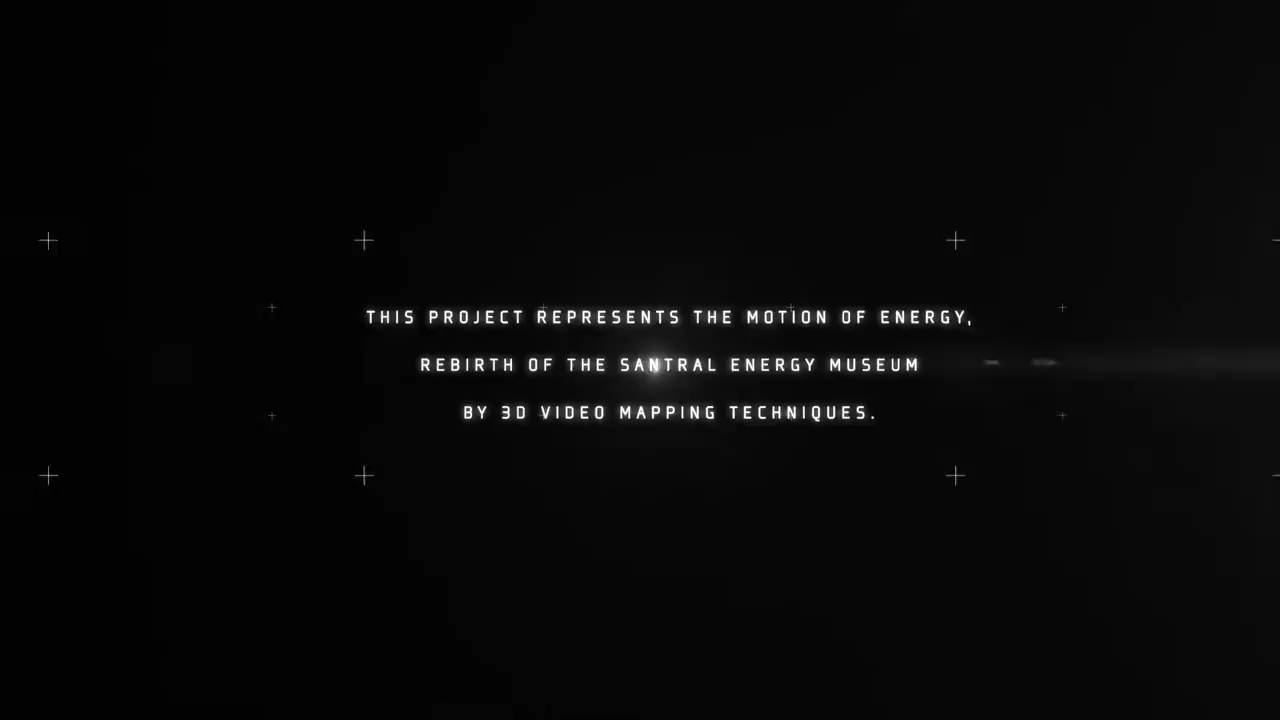 THIS PROJECT REPRESENTS THE MOTION OF ENERGY,
REBIRTH OF THE SANTRAL ENERGY MUSEUM
BY 3D VIDEO MAPPING TECHNIQUES.